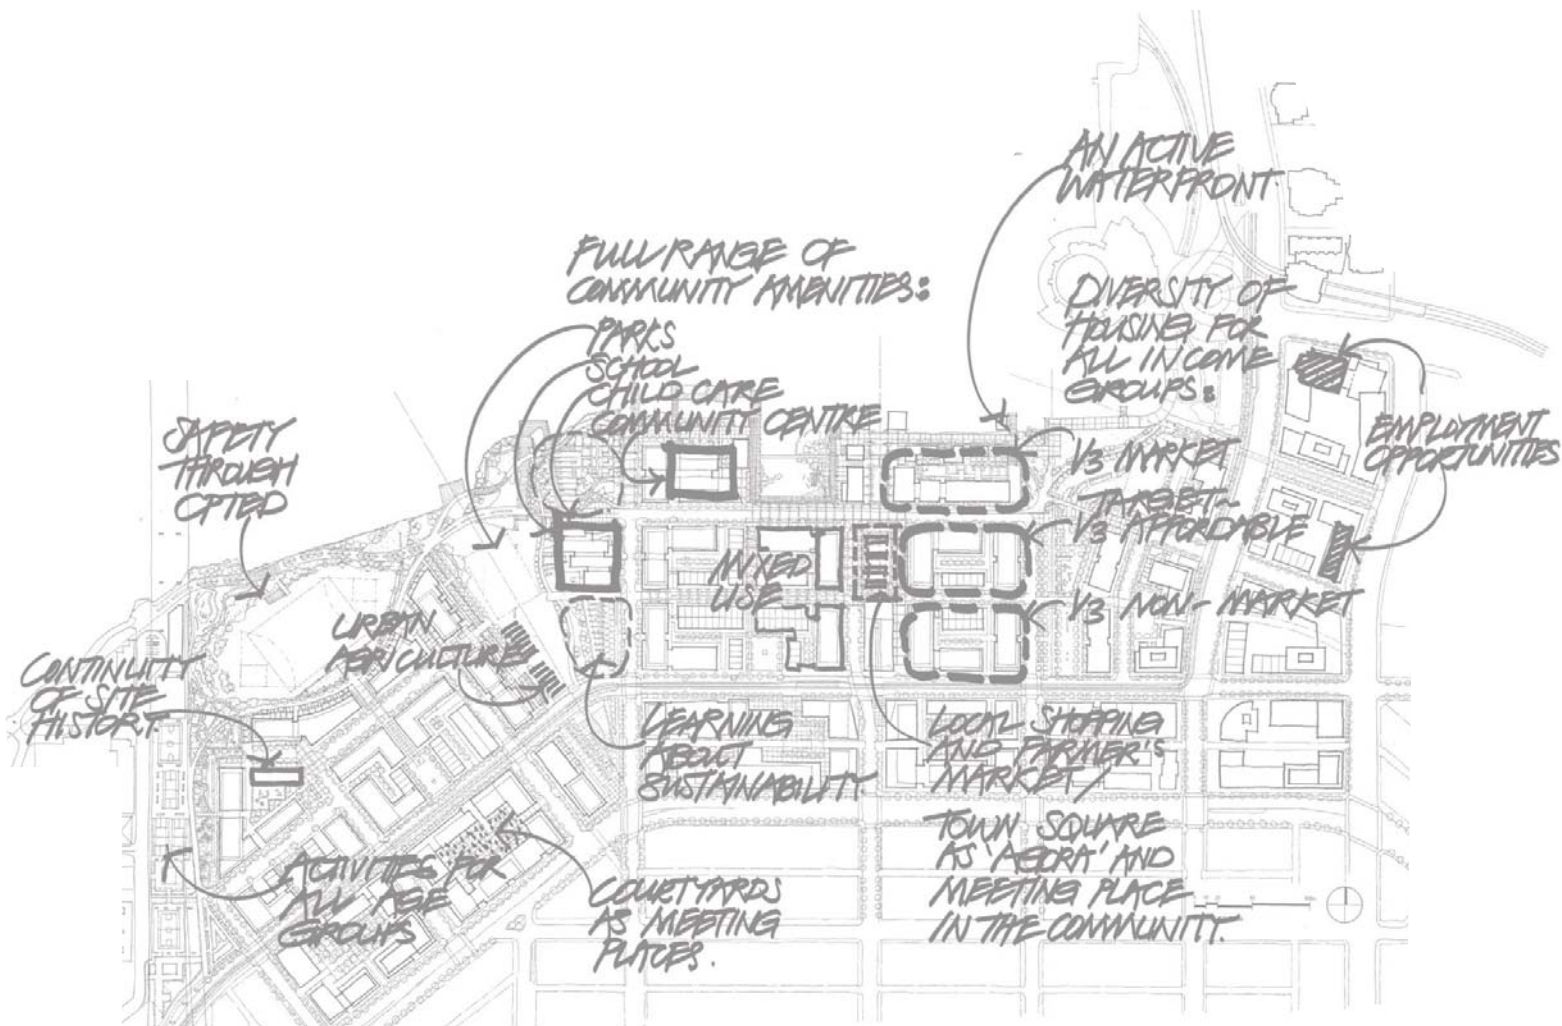 AN ACTIVE
WATERFRONT.
FULL RANGE OF
COMMUNITY AMENITIES:
PARKS
SCHOOL
CHILD CARE
COMMUNITY CENTRE
DIVERSITY OF
HOUSING FOR
ALL INCOME
GROUPS:
1/3 MARKET
TARGET-
1/3 AFFORDABLE
1/3 NON-MARKET
EMPLOYMENT
OPPORTUNITIES
SAFETY
THROUGH
CPTED
MIXED
USE
URBAN
AGRICULTURE
CONTINUITY
OF SITE
HISTORY.
LEARNING
ABOUT
SUSTAINABILITY.
LOCAL SHOPPING
AND FARMER'S
MARKET/
TOWN SQUARE
AS 'AGORA' AND
MEETING PLACE
IN THE COMMUNITY.
ACTIVITIES FOR
ALL AGE
GROUPS
COURTYARDS
AS MEETING
PLACES.